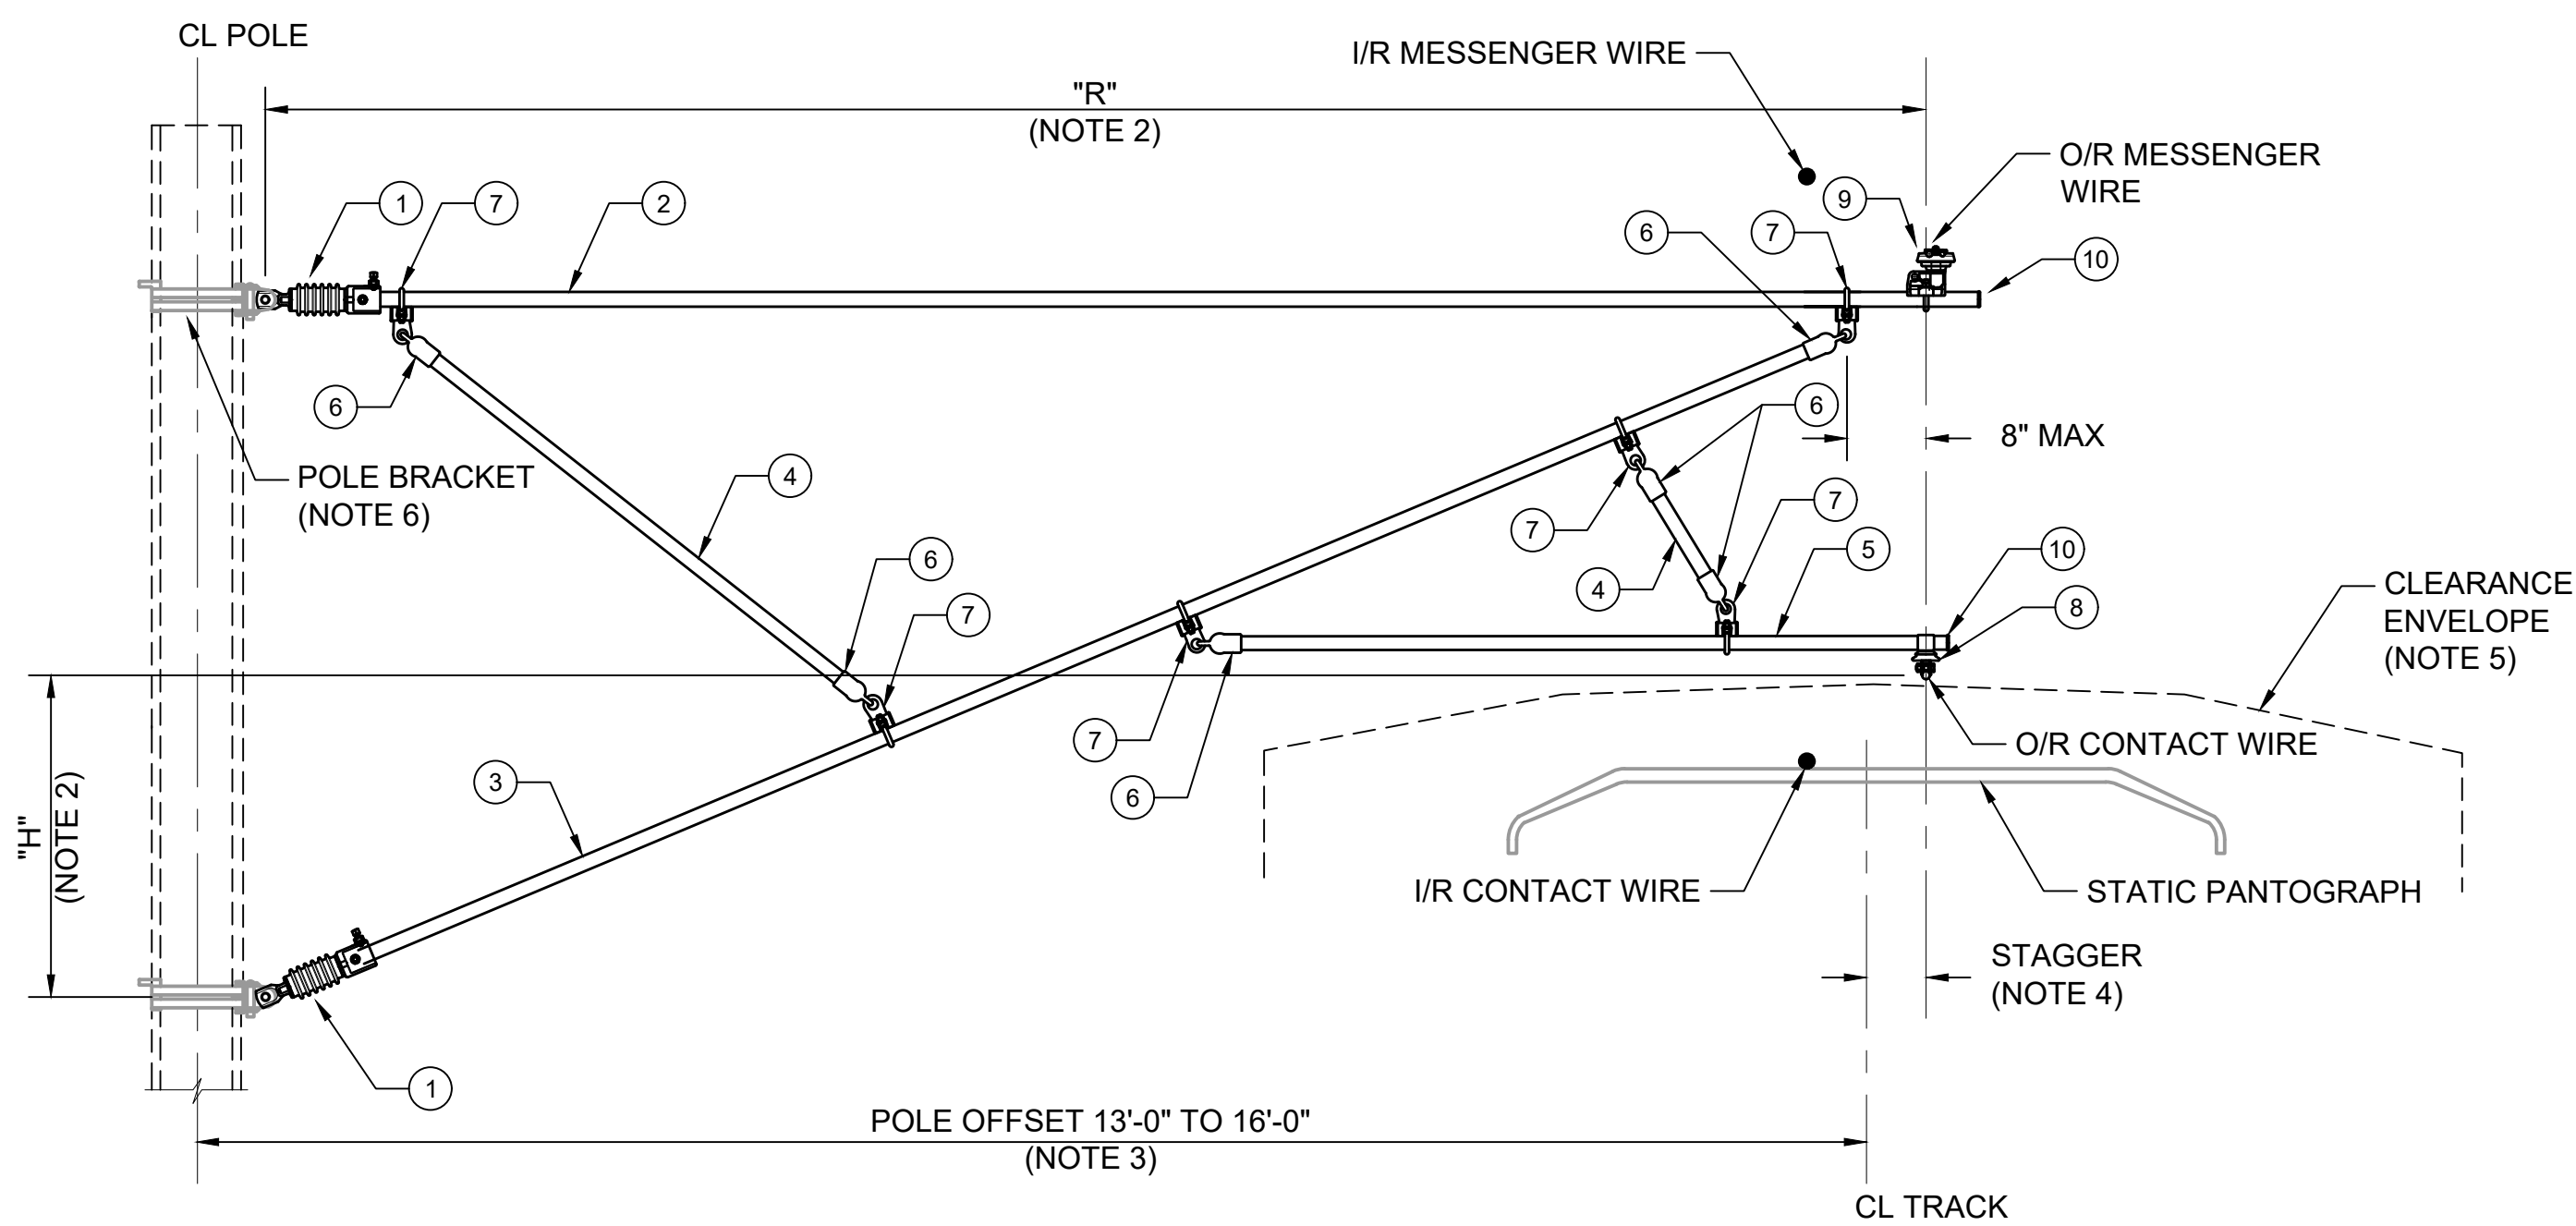 CL POLE
I/R MESSENGER WIRE
"R"
(NOTE 2)
O/R MESSENGER
WIRE
1
7
2
6
7
9
10
6
8" MAX
6
4
POLE BRACKET
(NOTE 6)
7
7
4
5
10
8
CLEARANCE
ENVELOPE
(NOTE 5)
6
7
7
6
O/R CONTACT WIRE
3
"H"
(NOTE 2)
I/R CONTACT WIRE
STATIC PANTOGRAPH
STAGGER
(NOTE 4)
1
POLE OFFSET 13'-0" TO 16'-0"
(NOTE 3)
CL TRACK